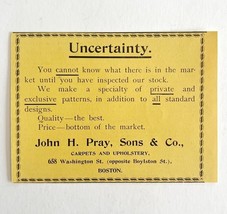 Uncertainty.
You cannot know what there is in the mar-
ket until you have inspected our stock.
We make a specialty of private and
exclusive patterns, in addition to all standard
designs.
Quality—the best.
Price—bottom of the market.
John H. Pray, Sons & Co.,
CARPETS AND UPHOLSTERY,
658 Washington St. (opposite Boylston St.),
BOSTON.